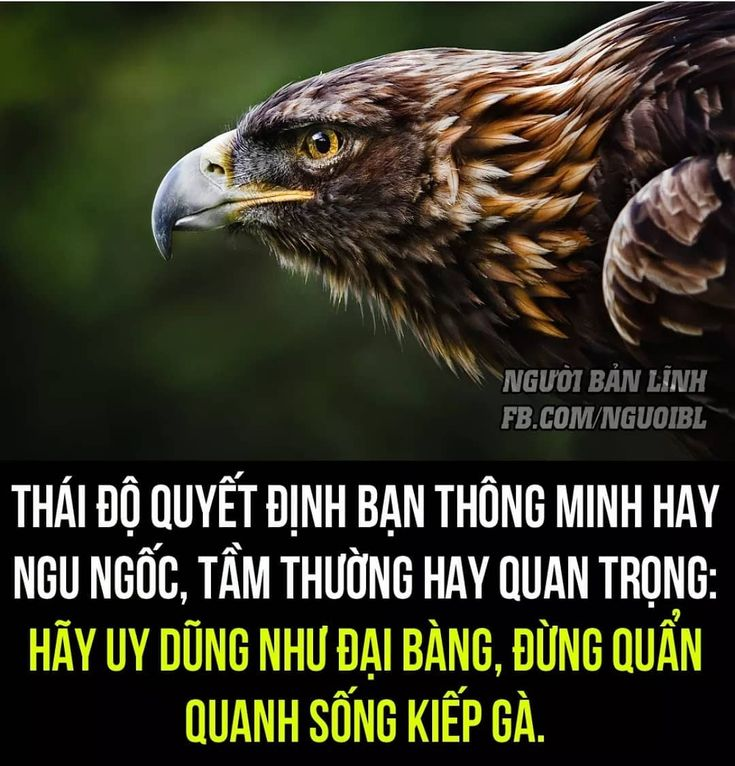 NGƯỜI BẢN LĨNH
FB.COM/NGUOIBL
THÁI ĐỘ QUYẾT ĐỊNH BẠN THÔNG MINH HAY
NGU NGỐC, TẦM THƯỜNG HAY QUAN TRỌNG:
HÃY UY DŨNG NHƯ ĐẠI BÀNG, ĐỪNG QUẨN
QUANH SỐNG KIẾP GÀ.